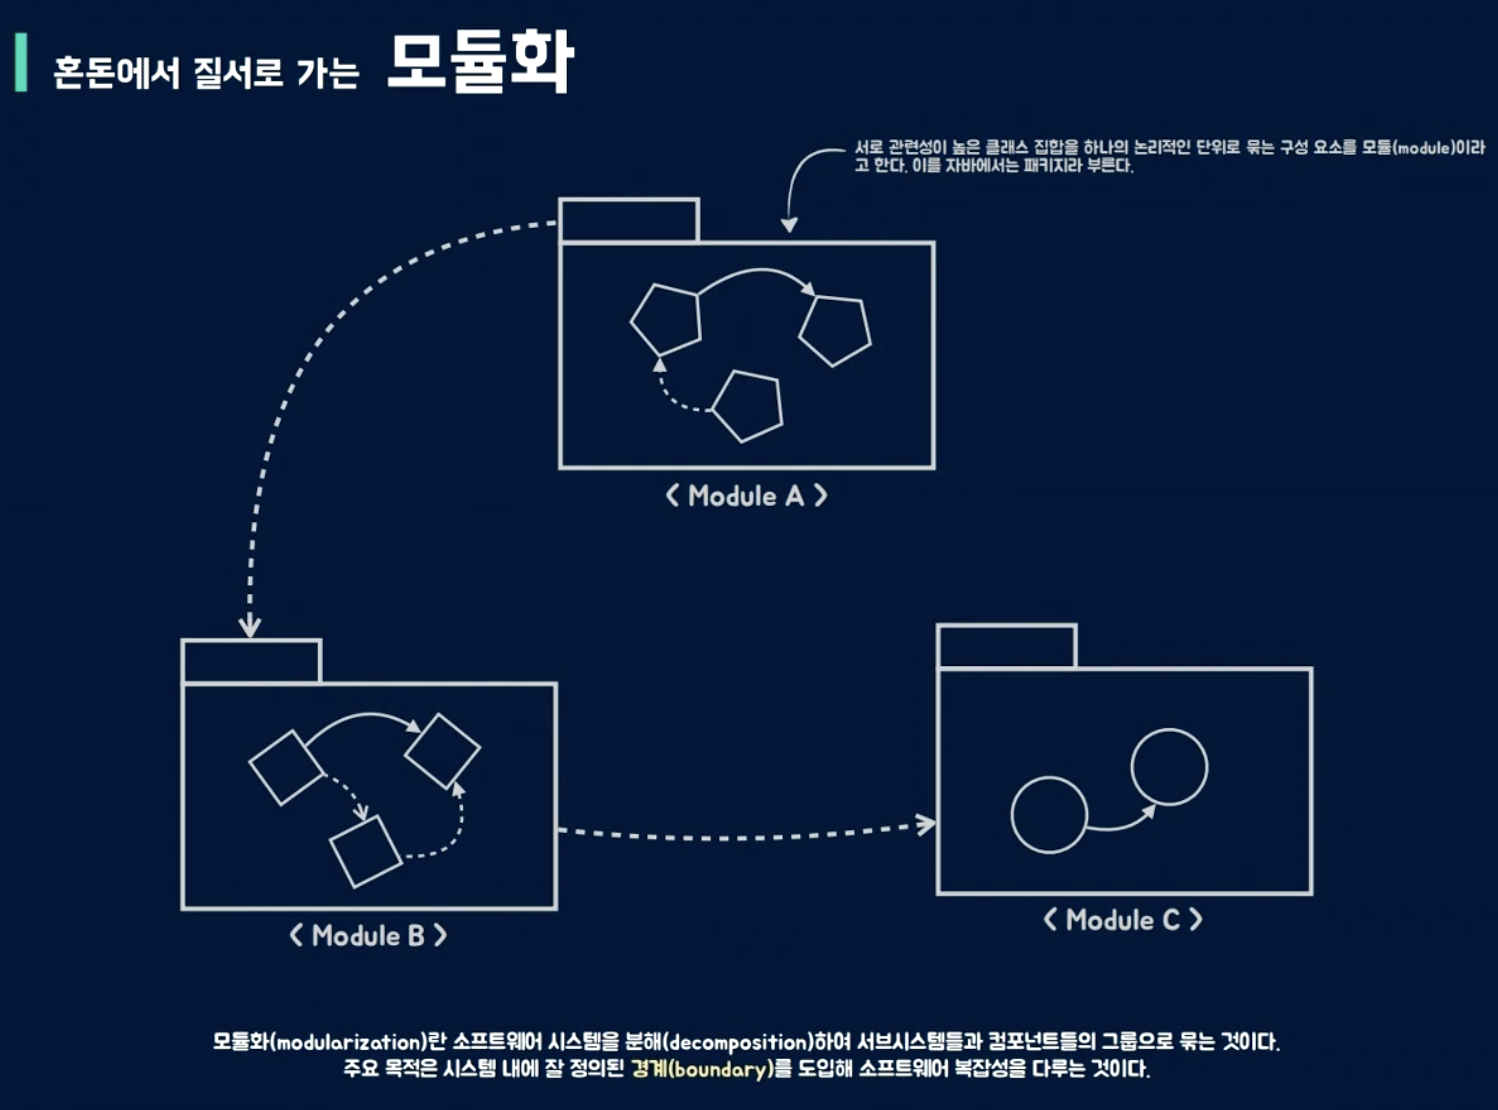 혼돈에서 질서로 가는 모듈화
서로 관련성이 높은 클래스 집합을 하나의 논리적인 단위로 묶는 구성 요소를 모듈(module)이라
고 한다. 이를 자바에서는 패키지라 부른다.
< Module A >
< Module B >
< Module C >
모듈화(modularization)란 소프트웨어 시스템을 분해(decomposition)하여 서브시스템들과 컴포넌트들의 그룹으로 묶는 것이다.
주요 목적은 시스템 내에 잘 정의된 경계(boundary)를 도입해 소프트웨어 복잡성을 다루는 것이다.